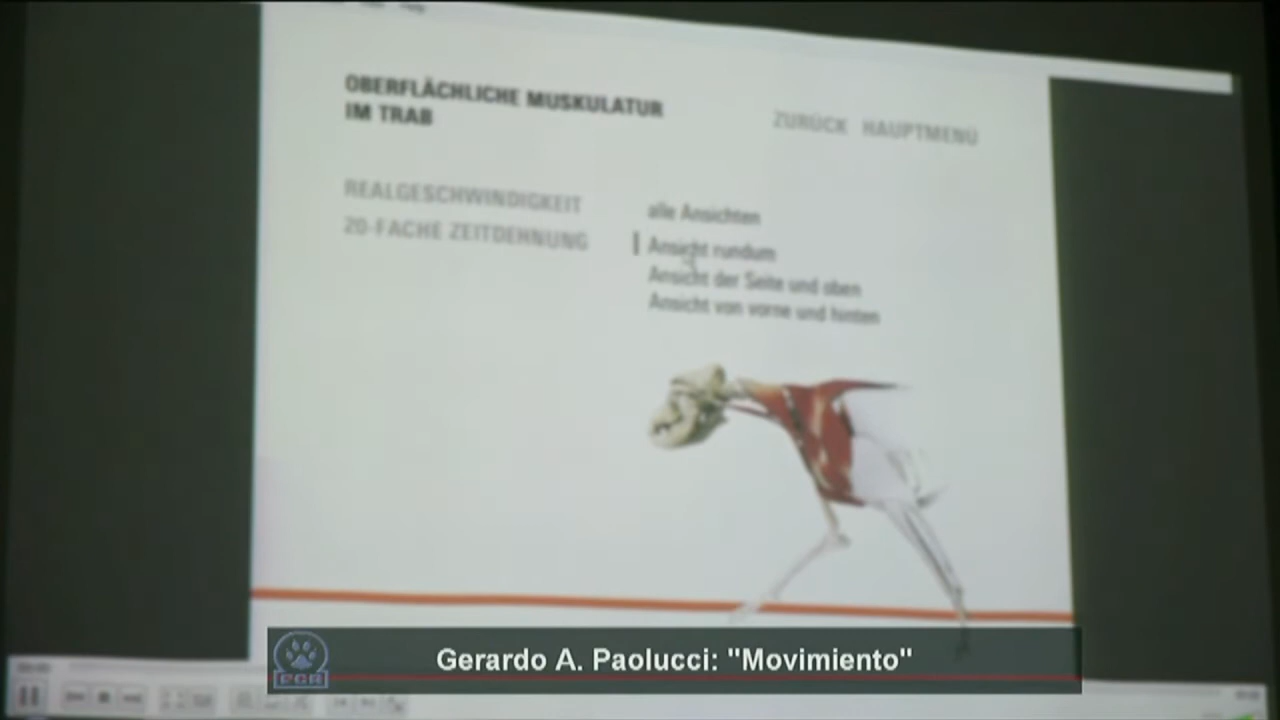 OBERFLÄCHLICHE MUSKULATUR
IM TRAB
ZURÜCK HAUPTMENÜ
REALGESCHWINDIGKEIT
20-FACHE ZEITDEHNUNG
alle Ansichten
Ansicht rundum
Ansicht der Seite und oben
Ansicht von vorne und hinten
PGR
Gerardo A. Paolucci: "Movimiento"